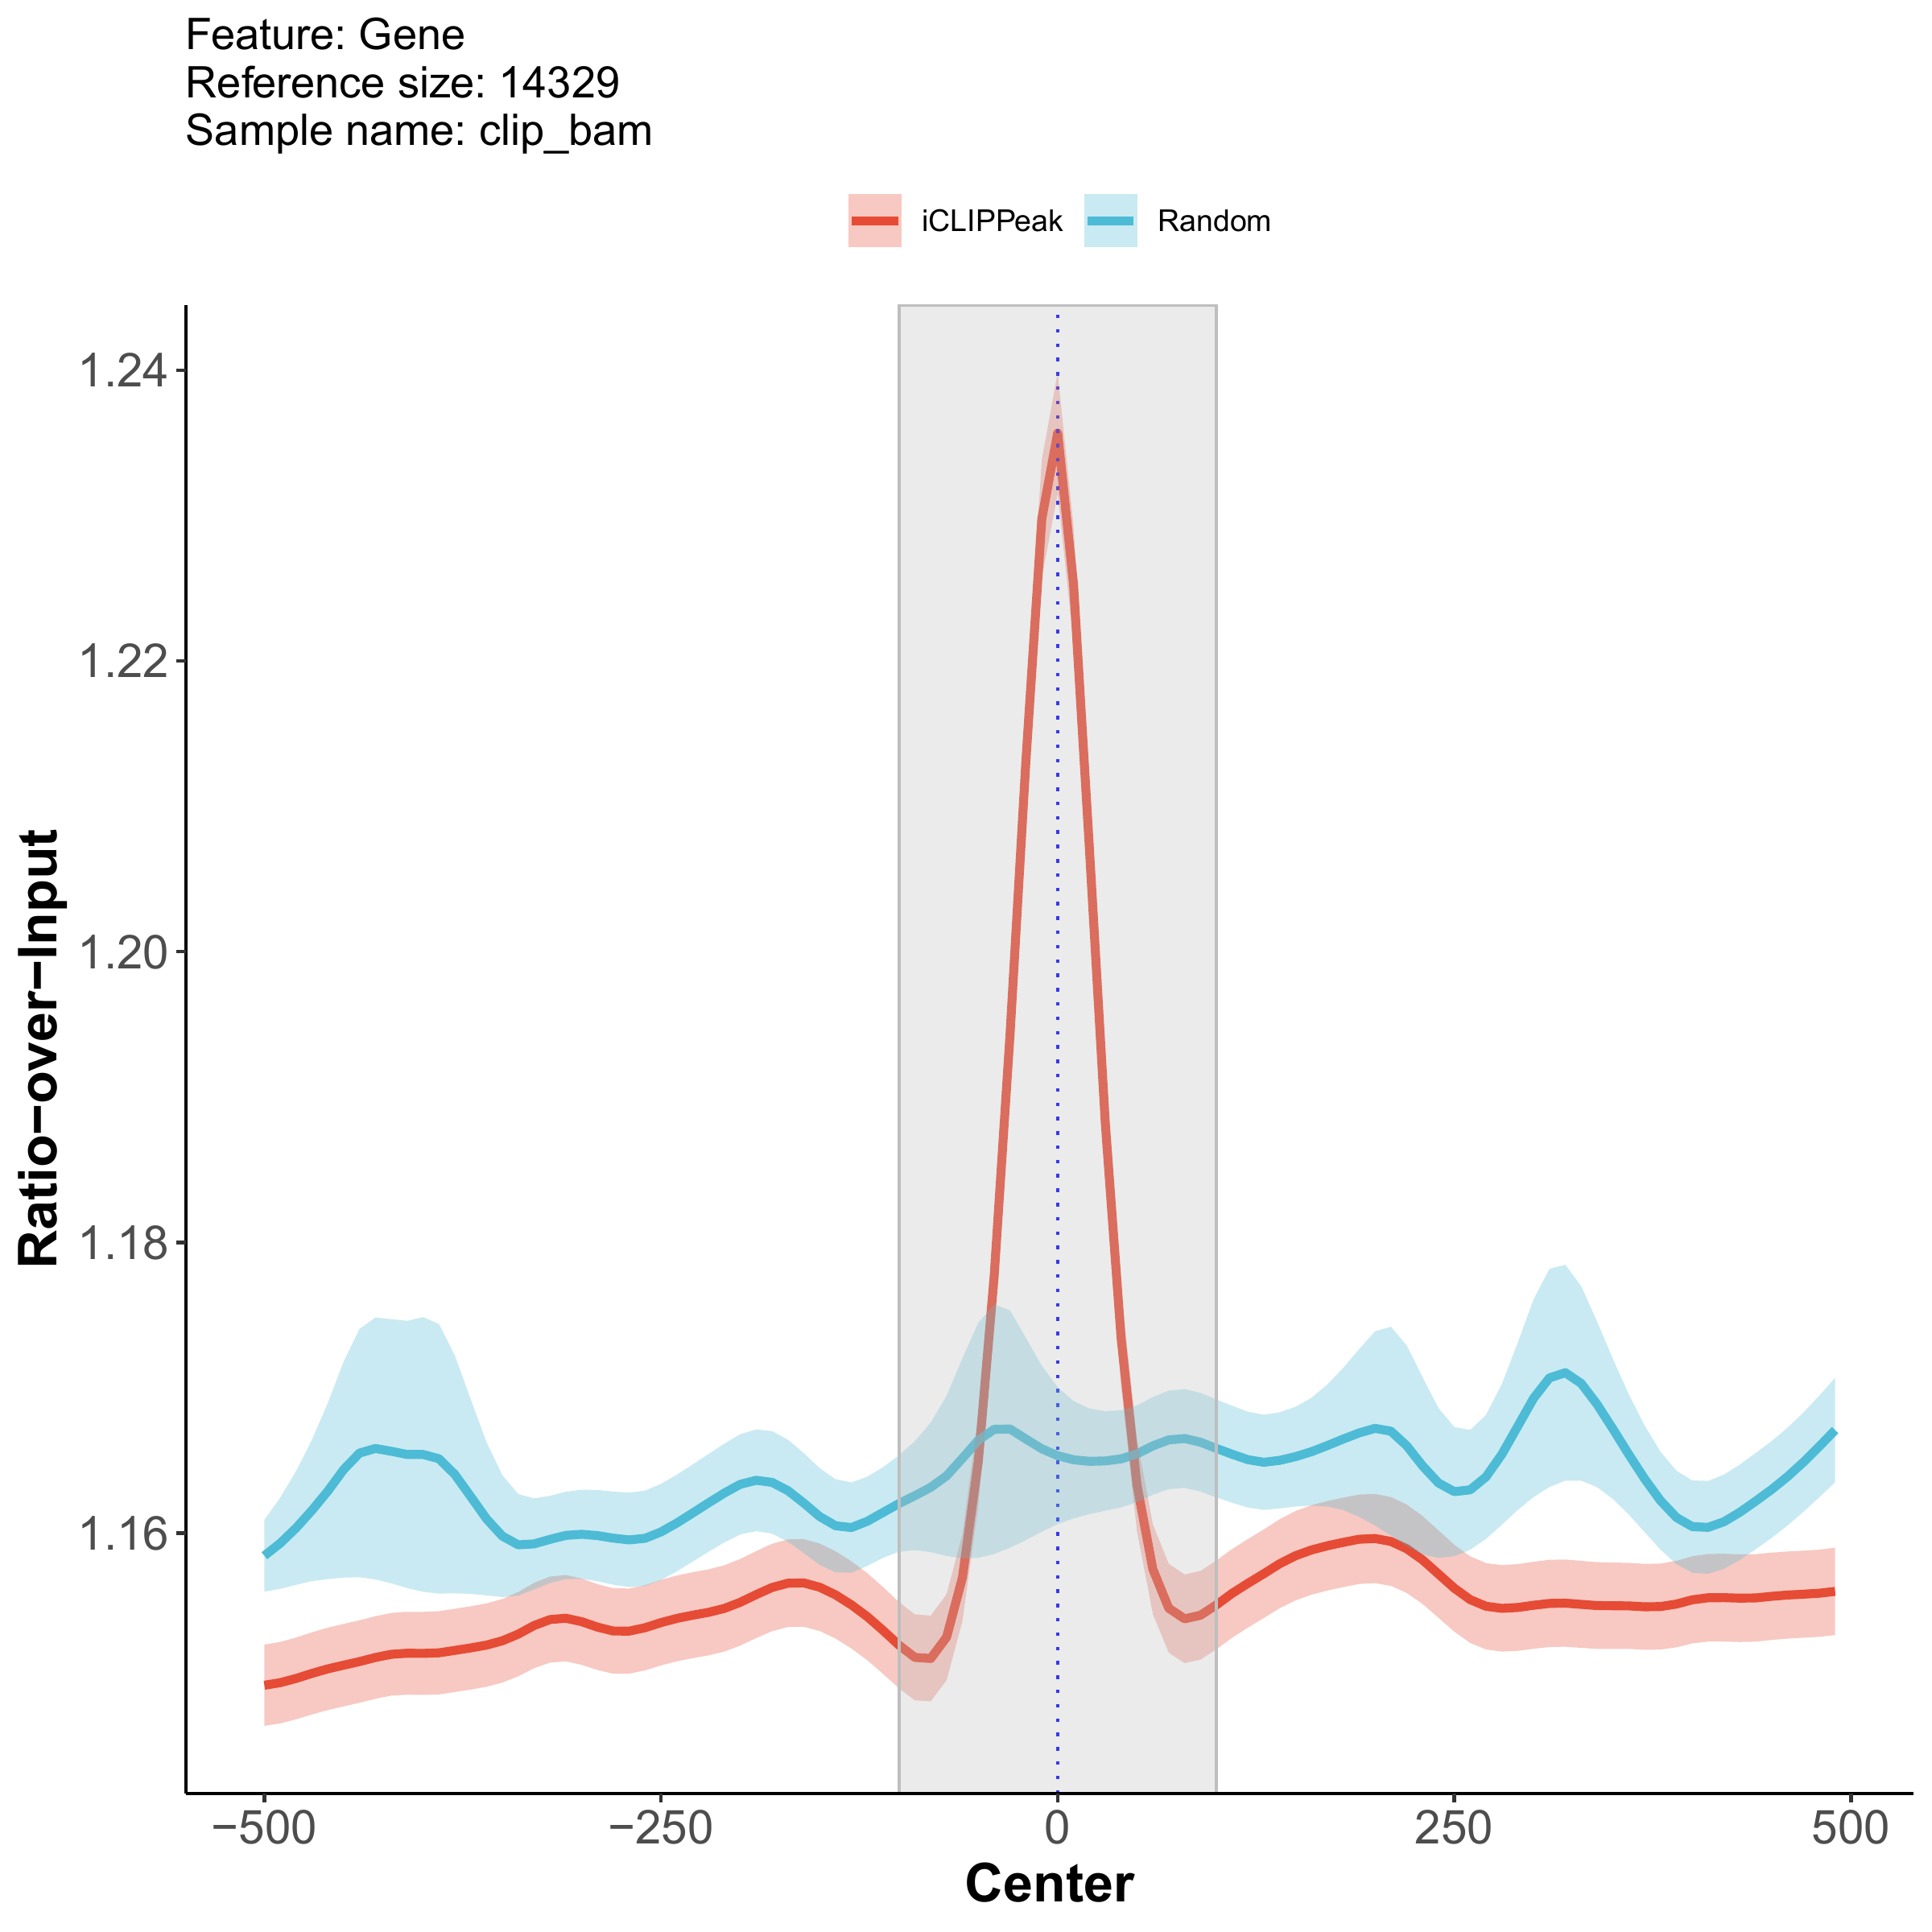 Feature: Gene
Reference size: 14329
Sample name: clip_bam
iCLIPPeak Random
Ratio−over−Input
1.24
1.22
1.20
1.18
1.16
−500 −250 0 250 500
Center